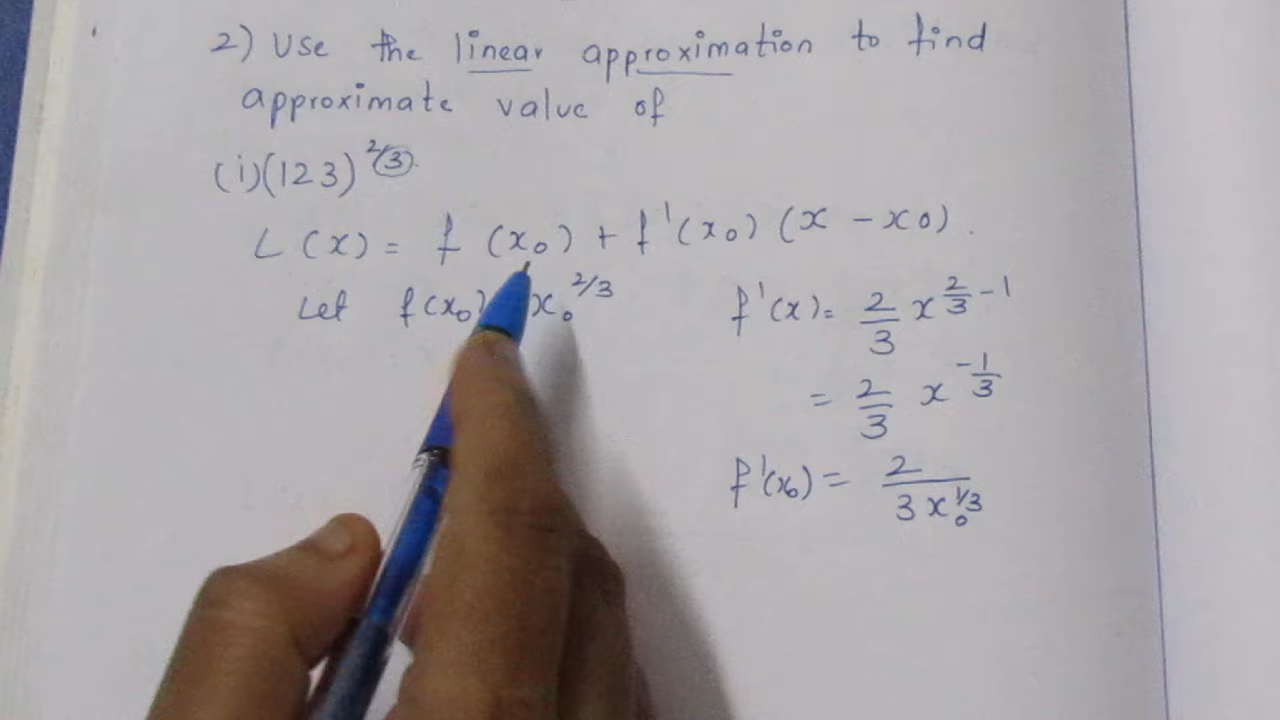 2) Use the linear approximation to find
approximate value of
(i) (123)^2/3.
L(x) = f(x₀) + f'(x₀)(x - x₀).
Let f(x₀) x₀^2/3
f'(x) = 2/3 x^(2/3 - 1)
= 2/3 x^(-1/3)
f'(x₀) = 2/(3x₀^1/3)